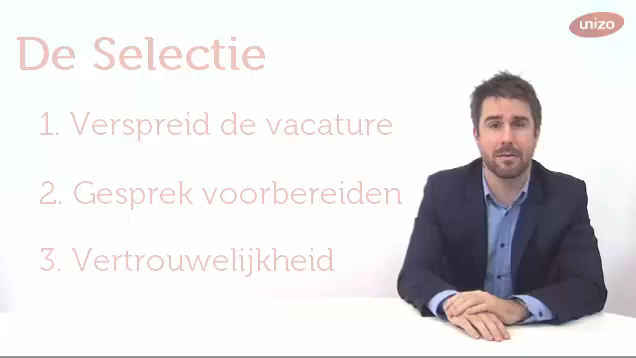 unizo
De Selectie
1. Verspreid de vacature
2. Gesprek voorbereiden
3. Vertrouwelijkheid